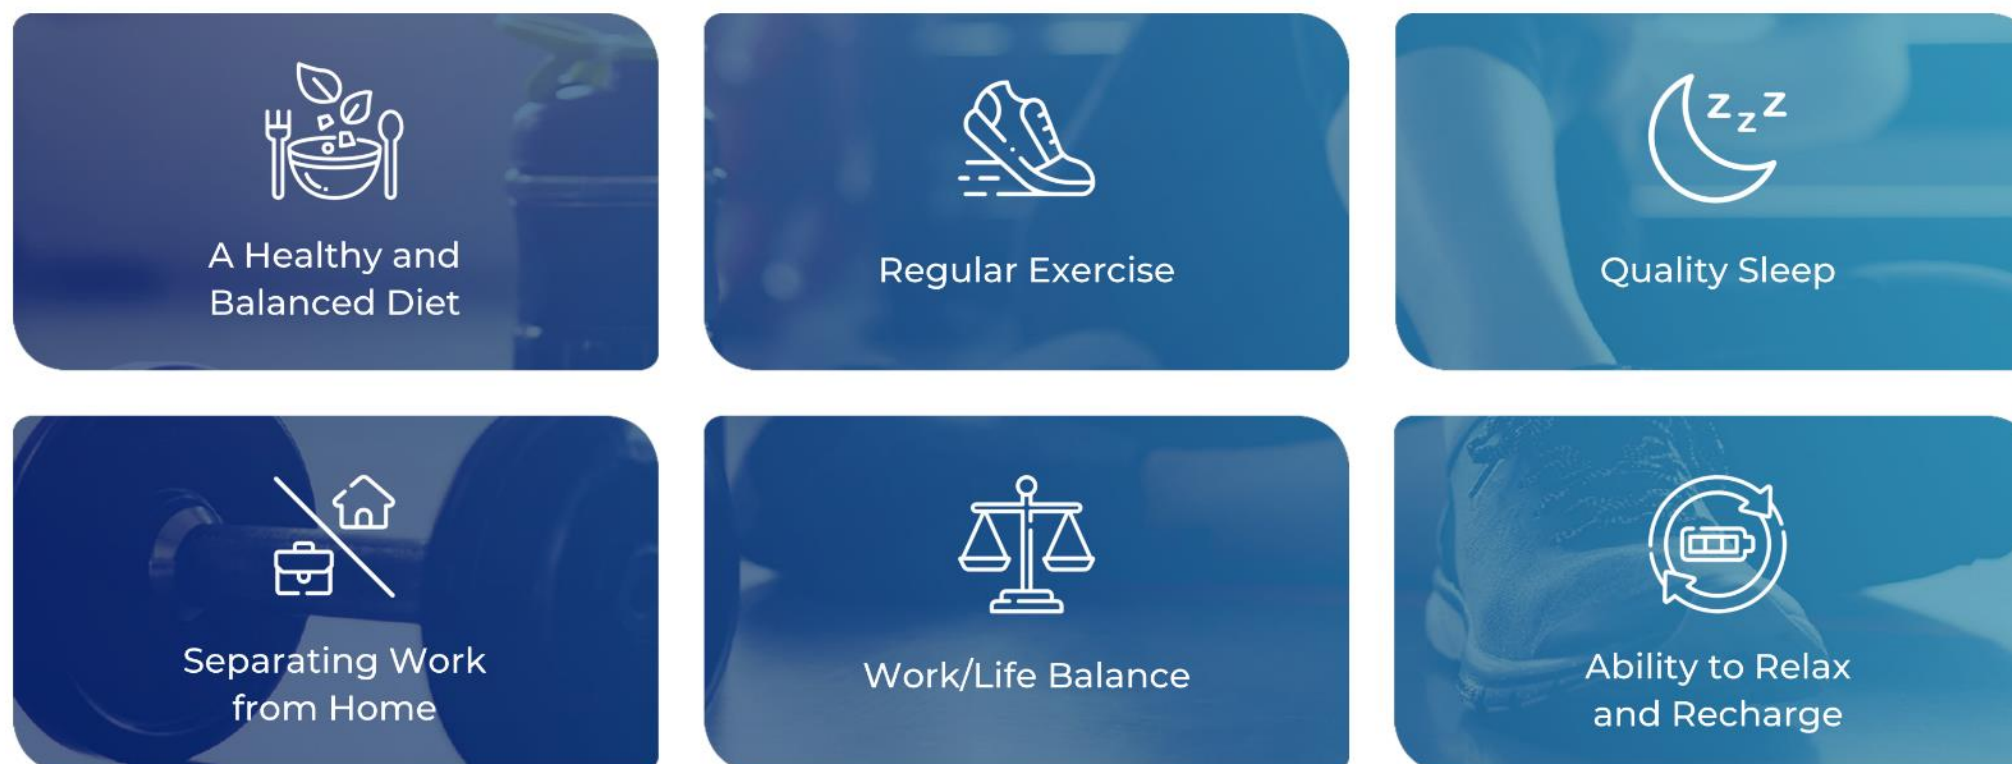 A Healthy and
Balanced Diet
Regular Exercise
z z z
Quality Sleep
Separating Work
from Home
Work/Life Balance
Ability to Relax
and Recharge